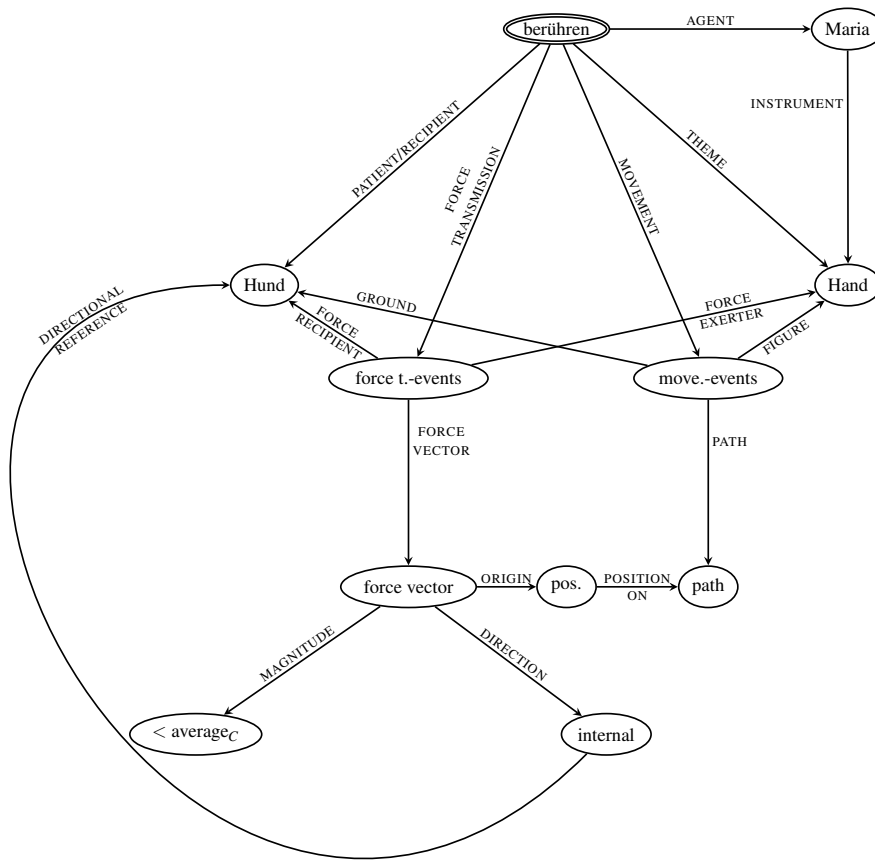 berühren
AGENT
Maria
INSTRUMENT
PATIENT/RECIPIENT
FORCE
TRANSMISSION
MOVEMENT
THEME
Hund
Hand
DIRECTIONAL
REFERENCE
GROUND
FORCE
EXERTER
FORCE
RECIPIENT
FIGURE
force t.-events
move.-events
FORCE
VECTOR
PATH
force vector
ORIGIN
pos.
POSITION
ON
path
MAGNITUDE
DIRECTION
< average_C
internal